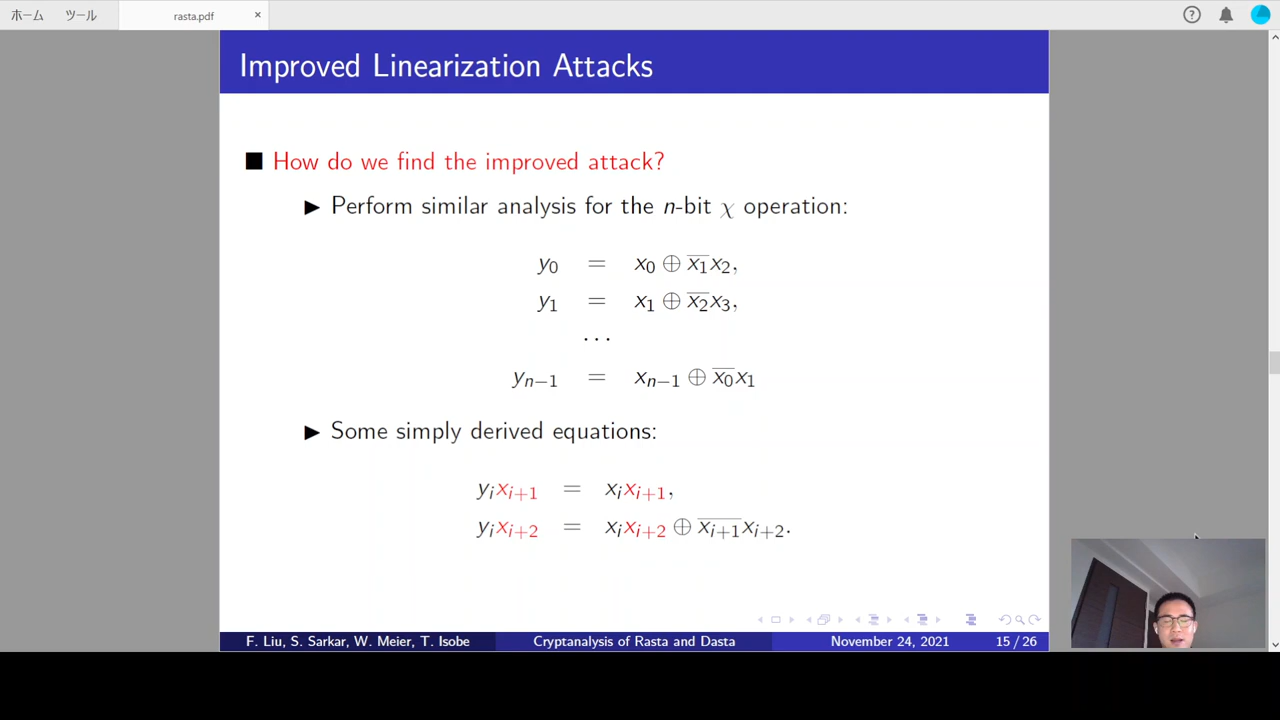 ホーム ツール rasta.pdf ×
Improved Linearization Attacks
How do we find the improved attack?
▶ Perform similar analysis for the n-bit χ operation:
y₀ = x₀ ⊕ x̅₁x₂,
y₁ = x₁ ⊕ x̅₂x₃,
...
yₙ₋₁ = xₙ₋₁ ⊕ x̅₀x₁
▶ Some simply derived equations:
yᵢxᵢ₊₁ = xᵢxᵢ₊₁,
yᵢxᵢ₊₂ = xᵢxᵢ₊₂ ⊕ x̅ᵢ₊₁xᵢ₊₂.
F. Liu, S. Sarkar, W. Meier, T. Isobe Cryptanalysis of Rasta and Dasta November 24, 2021 15 / 26